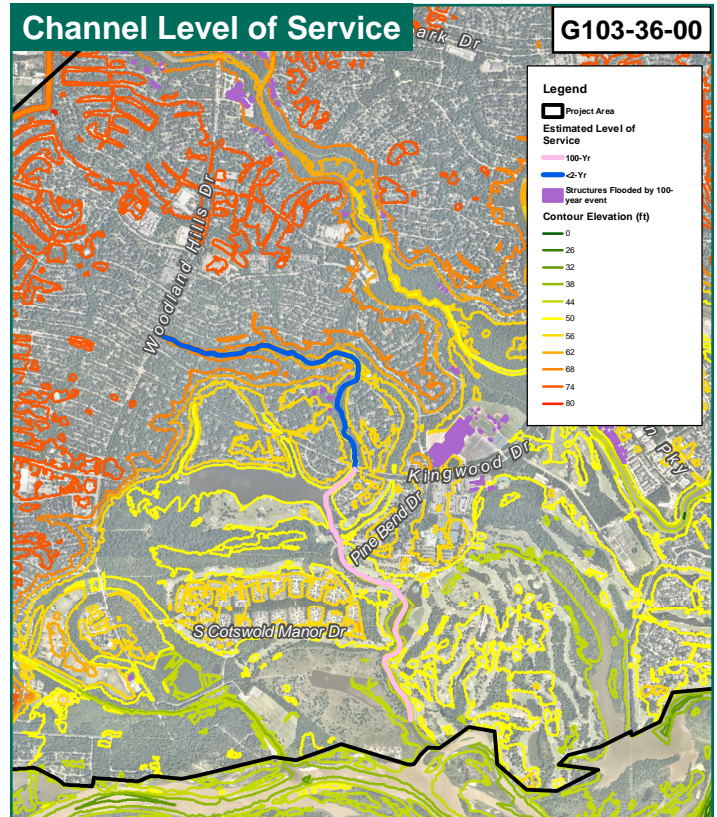 Channel Level of Service
G103-36-00
ark Dr
Legend
Project Area
Estimated Level of
Service
100-Yr
<2-Yr
Structures Flooded by 100-
year event
Contour Elevation (ft)
0
26
32
38
44
50
56
62
68
74
80
Woodland Hills Dr
n Pky
Kingwood Dr
Pine Bend Dr
S Cotswold Manor Dr